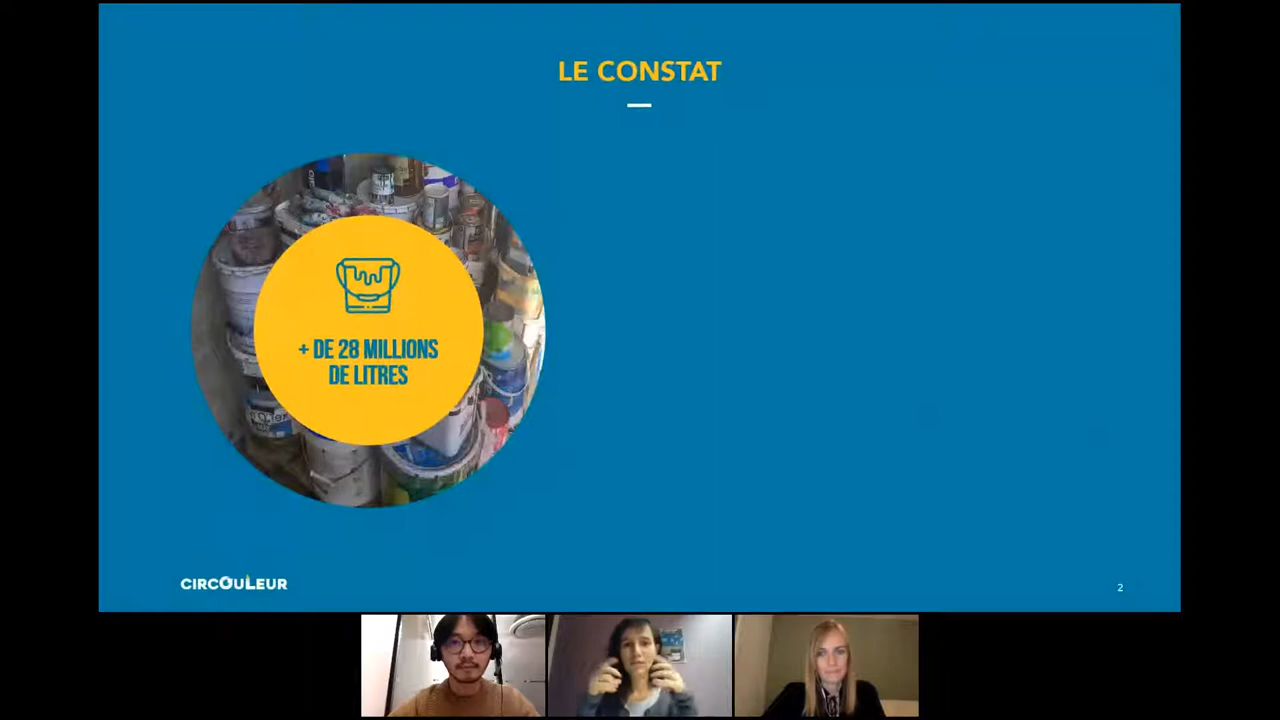 LE CONSTAT
+ DE 28 MILLIONS
DE LITRES
CIRCOULEUR
2